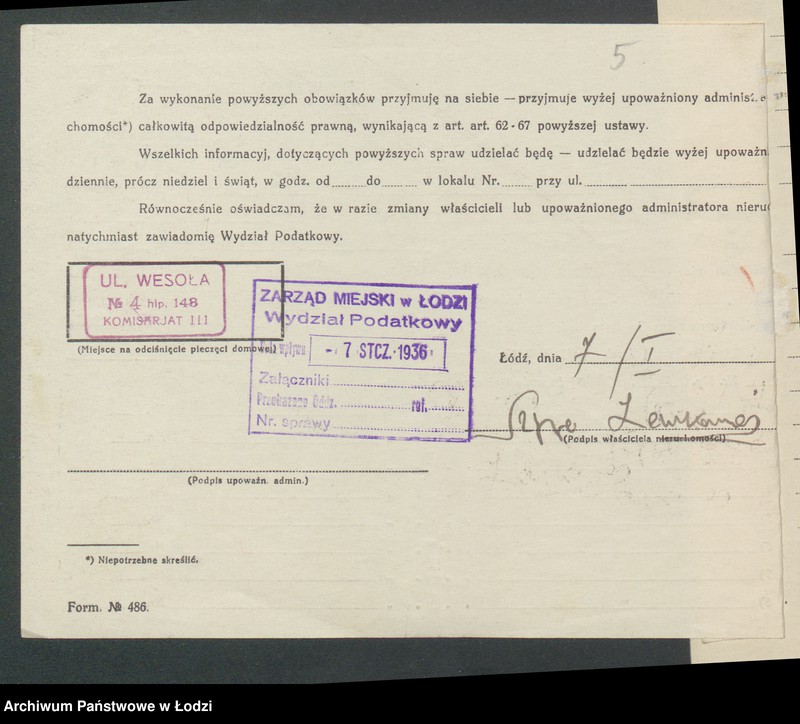 5
Za wykonanie powyższych obowiązków przyjmuję na siebie — przyjmuje wyżej upoważniony
chomości*) całkowitą odpowiedzialność prawną, wynikającą z art. art. 62-67 powyższej ustawy.
Wszelkich informacyj, dotyczących powyższych spraw udzielać będę — udzielać będzie wyżej upoważn
dziennie, prócz niedziel i świąt, w godz. od ........ do ........ w lokalu Nr. ........ przy ul. ........
Równocześnie oświadczam, że w razie zmiany właścicieli lub upoważnionego administratora nieru
natychmiast zawiadomię Wydział Podatkowy.
UL. WESOŁA
№ 4 hip. 148
KOMISARJAT III
(Miejsce na odciśnięcie pieczęci domowej)
ZARZĄD MIEJSKI w ŁODZI
Wydział Podatkowy
wpływu - 7 STCZ. 1936
Załączniki
Przekazano Oddz. ref.
Nr. sprawy
Łódź, dnia 7/I
(Podpis właściciela nieruchomości)
(Podpis upoważn. admin.)
*) Niepotrzebne skreślić.
Form. № 486.
Archiwum Państwowe w Łodzi